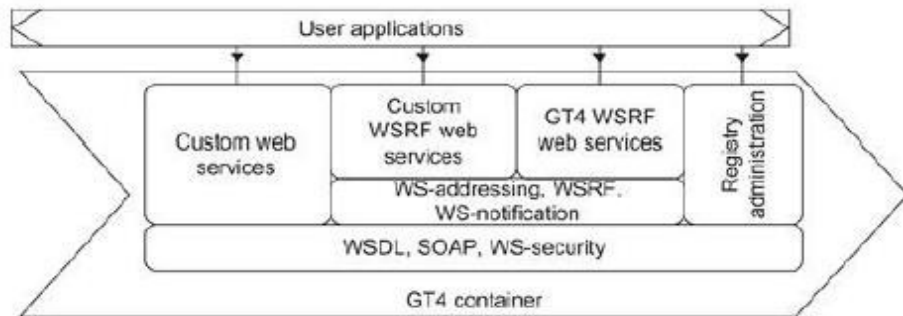 User applications
Custom web
services
Custom
WSRF web
services
GT4 WSRF
web services
Registry
administration
WS-addressing, WSRF,
WS-notification
WSDL, SOAP, WS-security
GT4 container